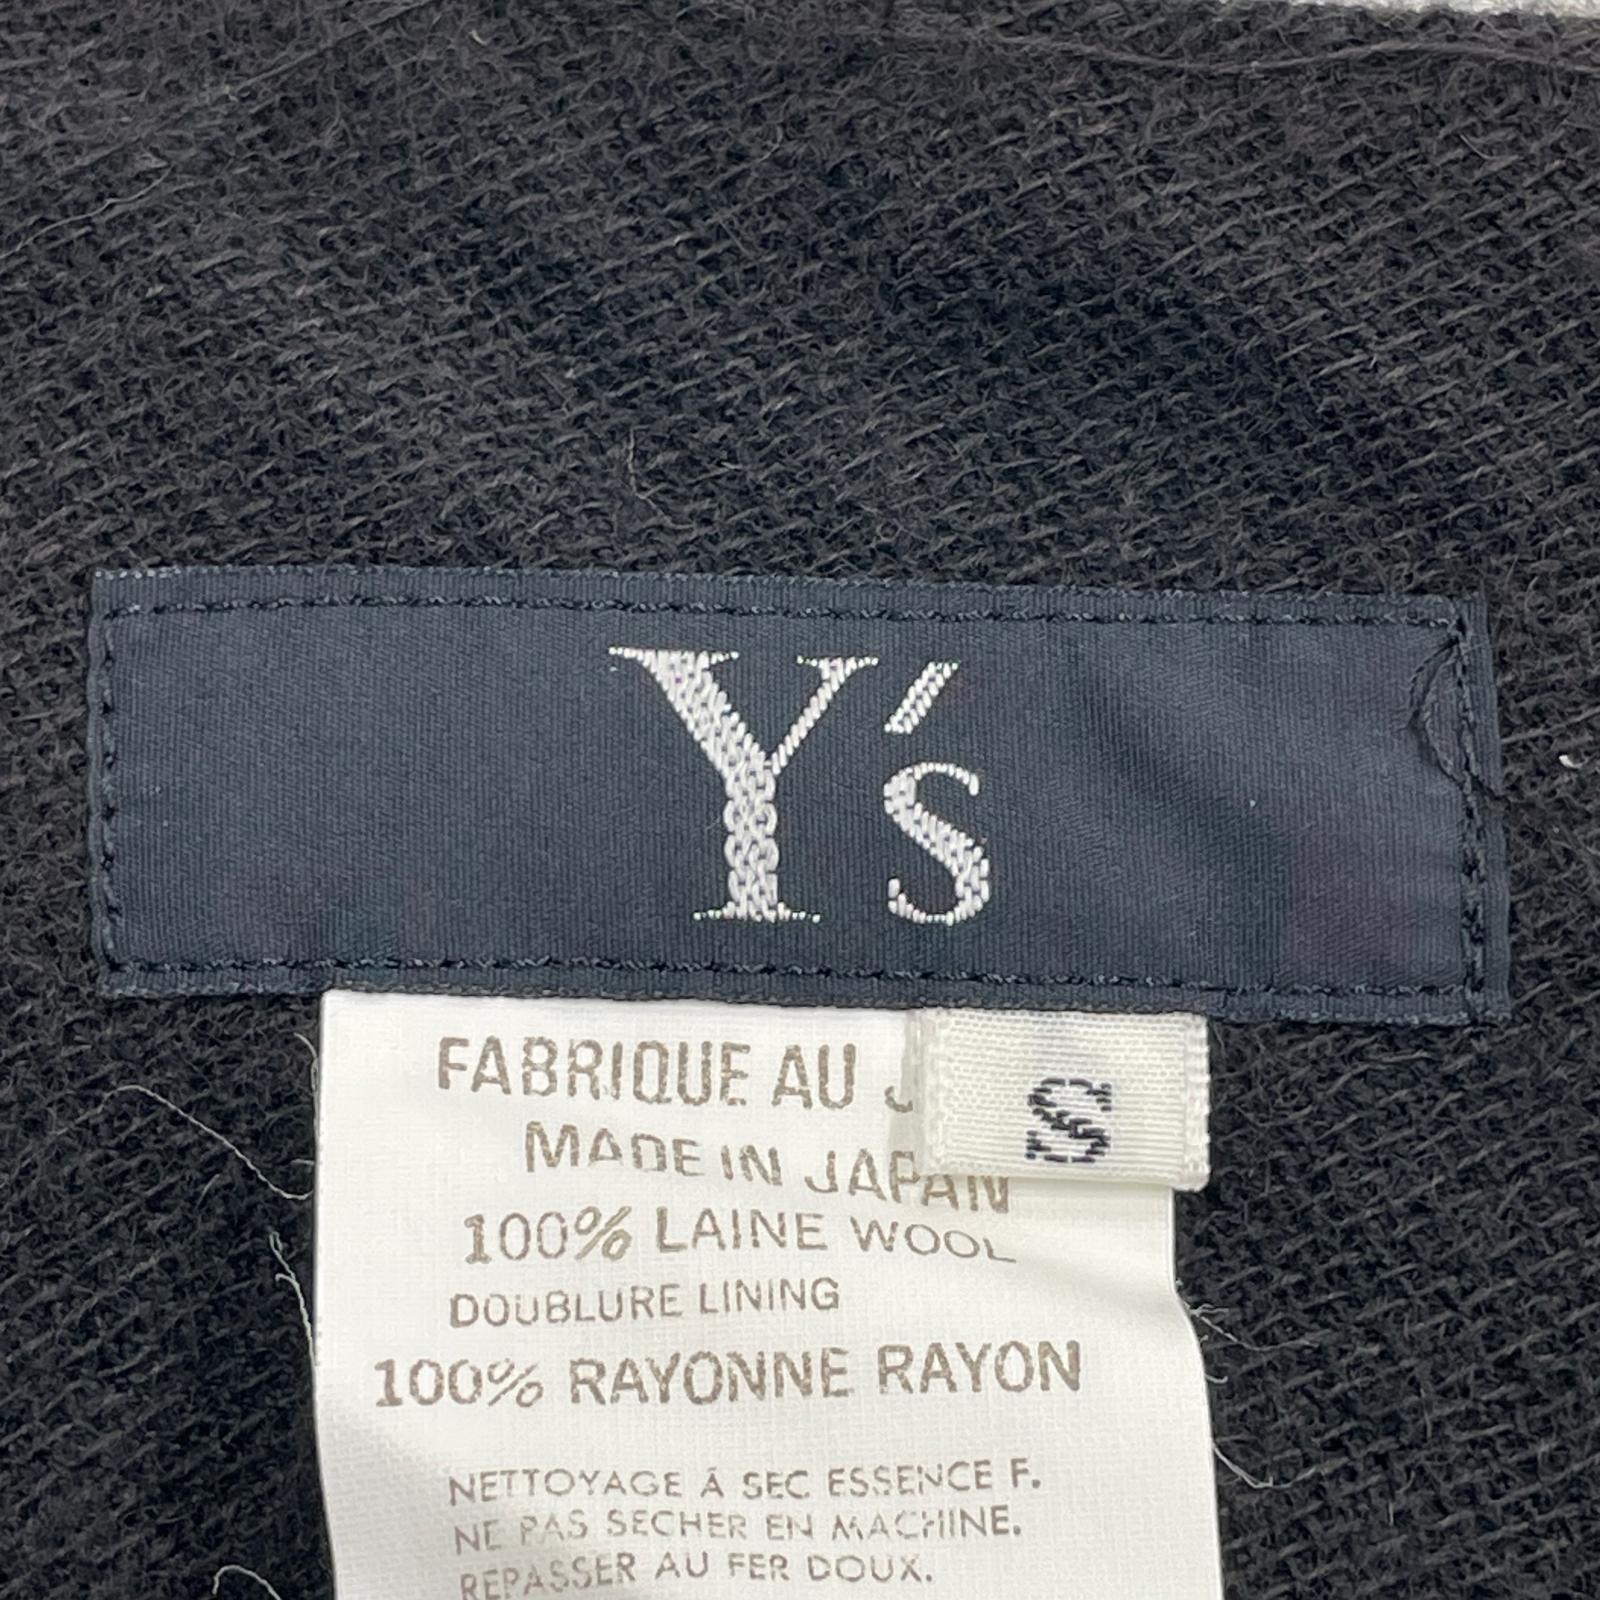 Y's
FABRIQUE AU
S
MADE IN JAPAN
100% LAINE WOOL
DOUBLURE LINING
100% RAYONNE RAYON
NETTOYAGE À SEC ESSENCE F.
NE PAS SECHER EN MACHINE.
REPASSER AU FER DOUX.